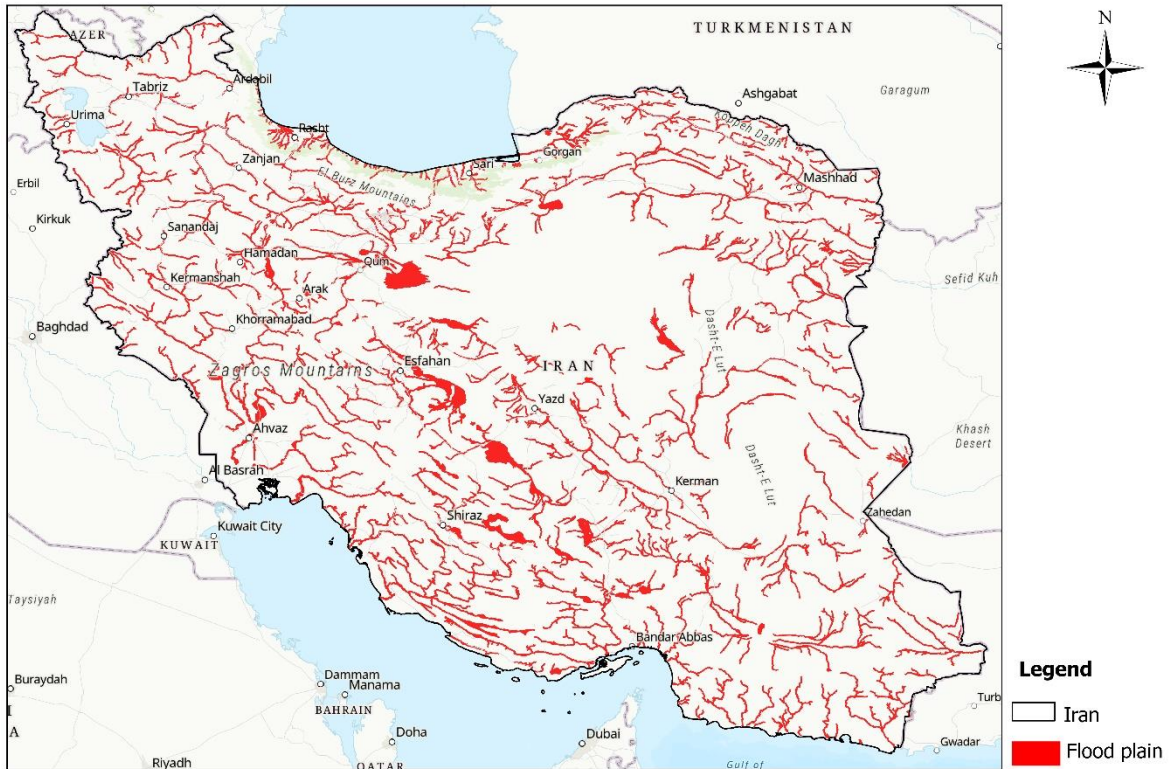 TURKMENISTAN
N
AZER
Ardabil
Tabriz
Ashgabat
Garagum
Urima
Rasht
Koppeh Dagh
Gorgan
Zanjan
Sari
El Burz Mountains
Mashhad
Erbil
Kirkuk
Sanandaj
Hamadan
Qum
Kermanshah
Arak
Sefid Kuh
Baghdad
Khorramabad
Dasht-E Lut
Zagros Mountains
Esfahan
IRAN
Yazd
Ahvaz
Khash
Desert
Al Basrah
Dasht-E Lut
Kerman
Kuwait City
Shiraz
Zahedan
KUWAIT
Taysiyah
Bandar Abbas
Buraydah
Dammam
Manama
BAHRAIN
Legend
Iran
Turb
I
A
Doha
Dubai
Gwadar
Flood plain
Riyadh
QATAR
Gulf of